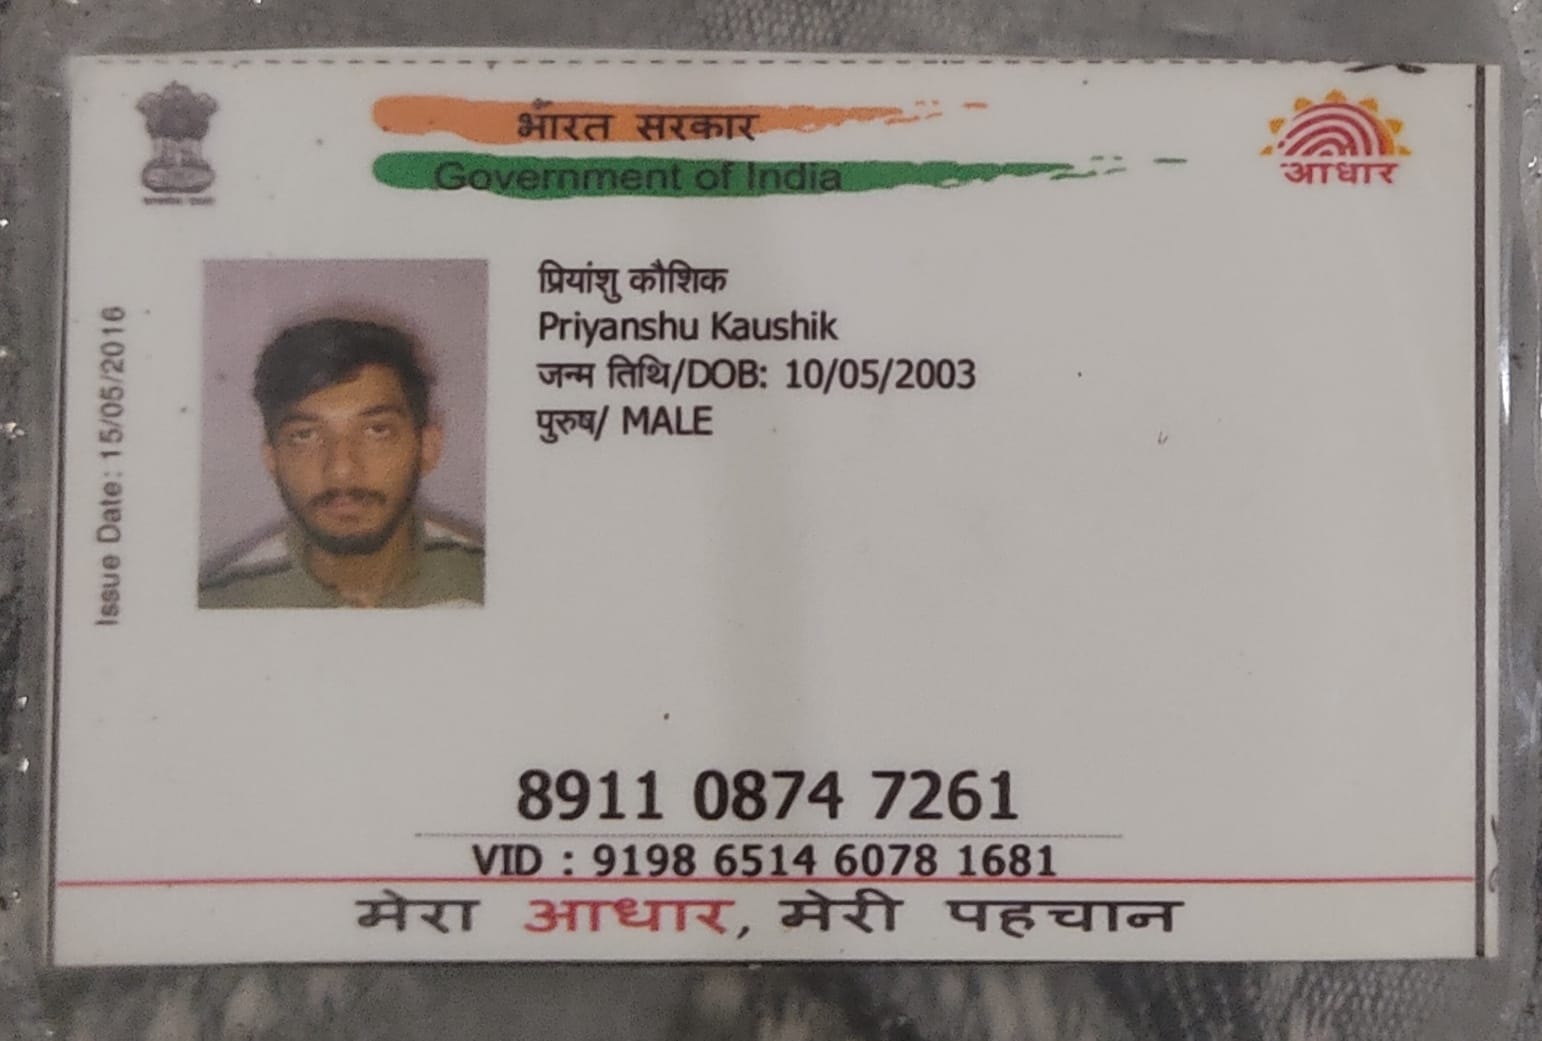 भारत सरकार
Government of India
आधार
Issue Date: 15/05/2016
प्रियांशु कौशिक
Priyanshu Kaushik
जन्म तिथि/DOB: 10/05/2003
पुरुष/ MALE
8911 0874 7261
VID : 9198 6514 6078 1681
मेरा आधार, मेरी पहचान